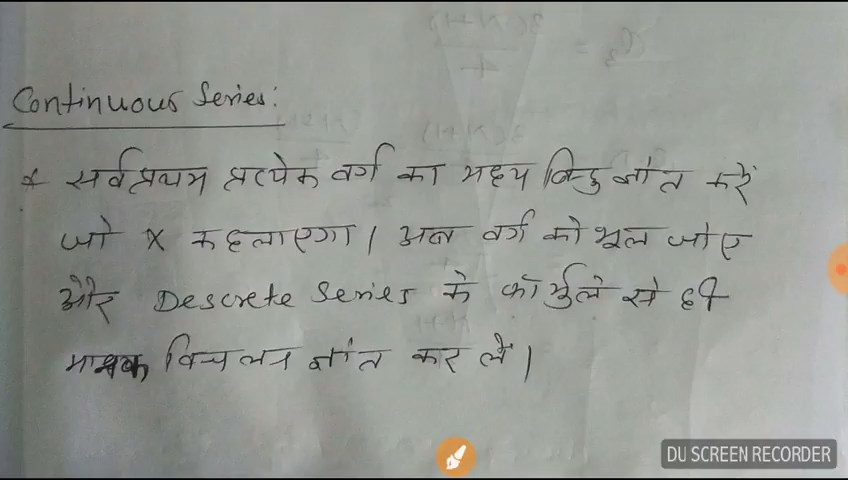 Continuous Series:
* सर्वप्रथम प्रत्येक वर्ग का मध्य बिन्दु ज्ञात करें
जो X कहलाएगा। अब वर्ग को भूल जाए
और Descrete Series के फॉर्मुले से ही
मानक विचलन ज्ञात कर लें।
DU SCREEN RECORDER